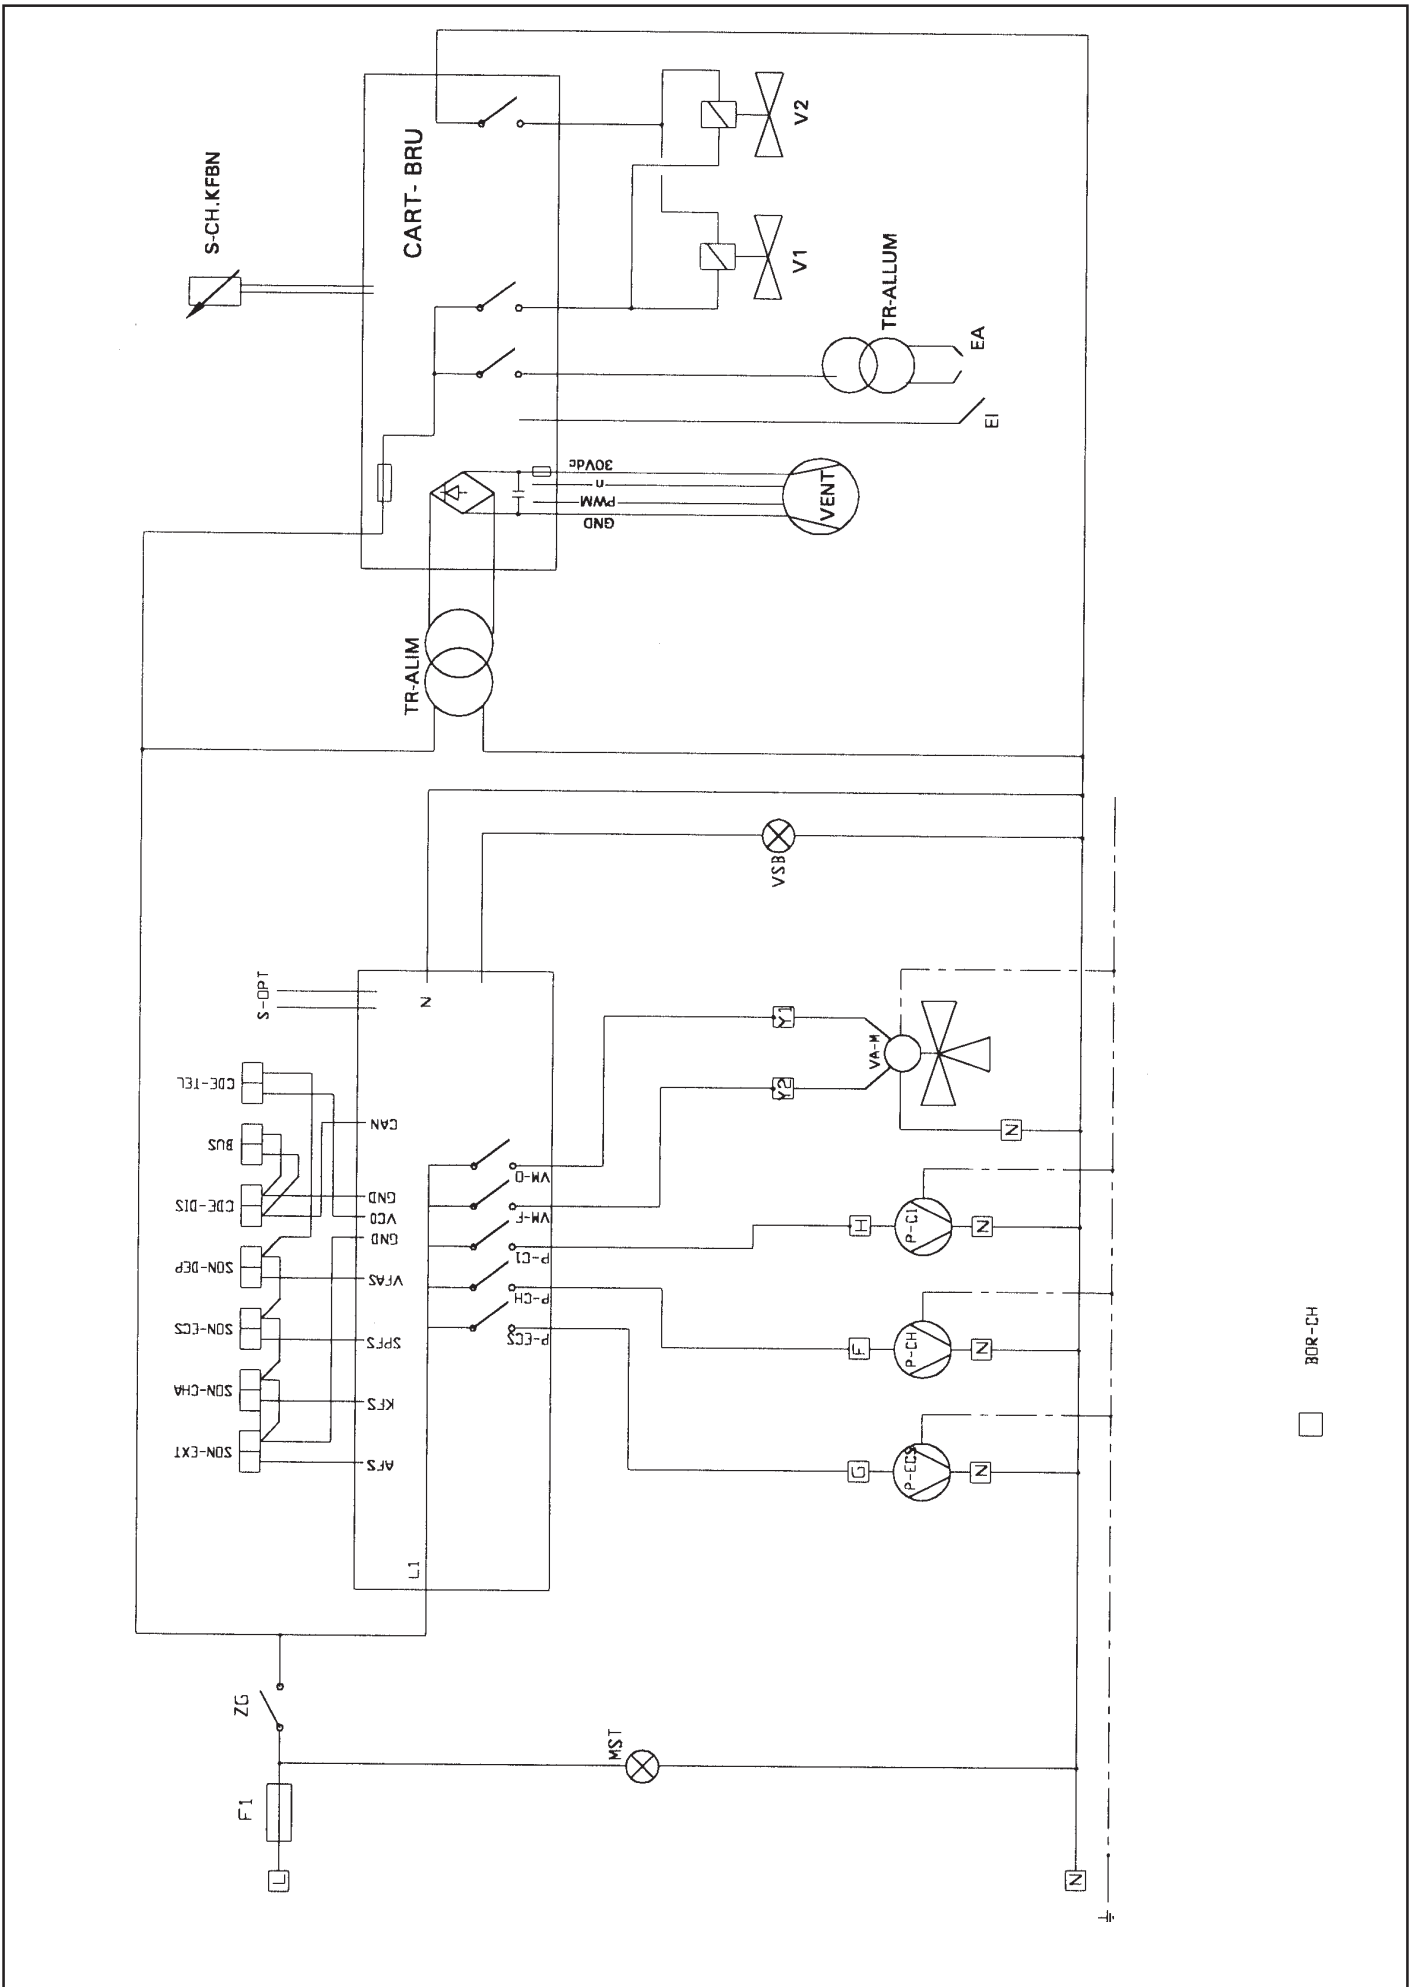 L
F1
ZG
MST
N
L1
SON-EXT
SON-CHA
SON-ECS
SON-DEP
CDE-DIS
BUS
CDE-TEL
S-OPT
AFS
KFS
SPFS
VFAS
GND
VCO
GND
CAN
N
P-ECS
P-CH
P-C1
VM-F
VM-O
G
F
H
Y2
Y1
P-ECS
P-CH
P-C1
VA-M
N
N
N
N
VSB
TR-ALIM
CART-BRU
S-CH.KFBN
GND
PWM
n
30Vdc
VENT
EI
EA
TR-ALLUM
V1
V2
BOR-CH